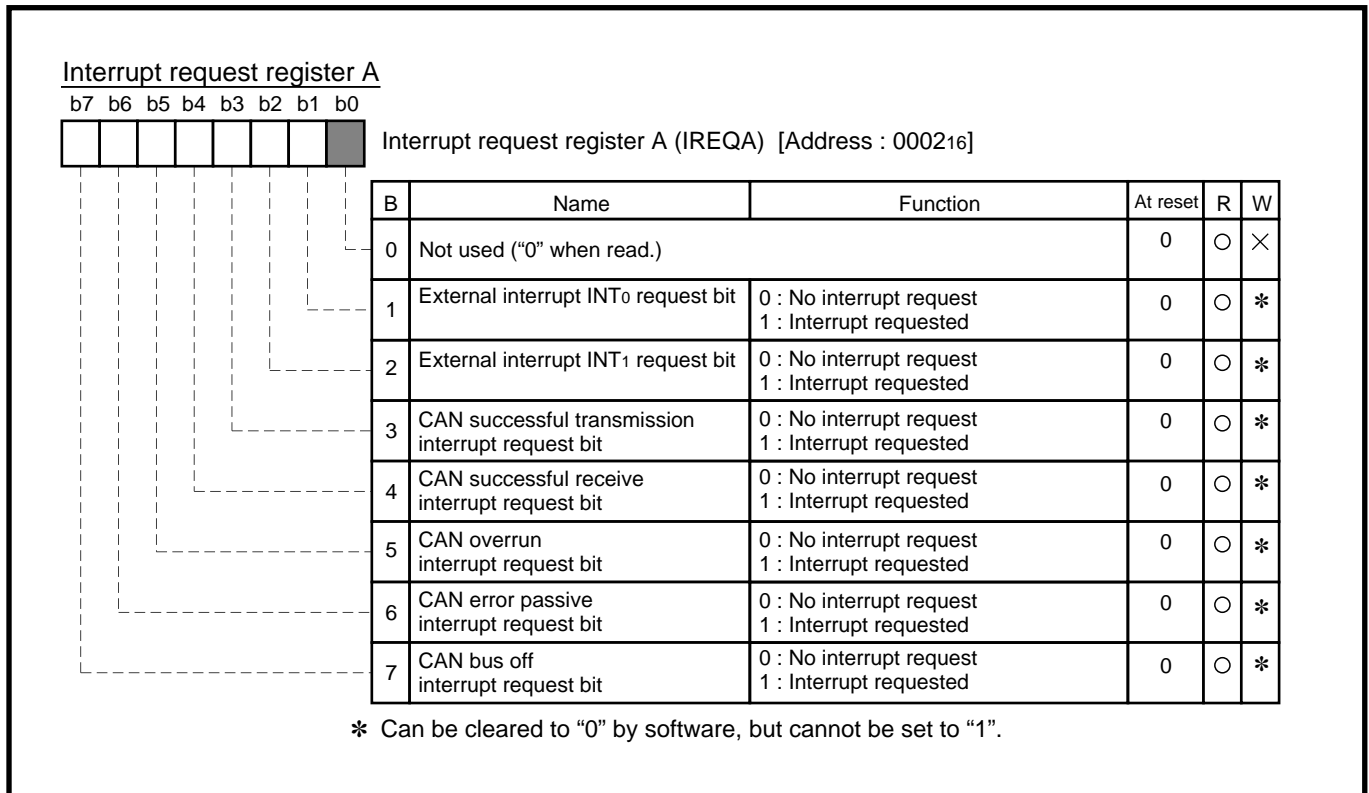 Interrupt request register A
b7 b6 b5 b4 b3 b2 b1 b0
Interrupt request register A (IREQA) [Address : 000216]
B Name Function At reset R W
0 Not used (“0” when read.) 0 ○ ×
1 External interrupt INT0 request bit 0 : No interrupt request 0 ○ ✻
1 : Interrupt requested
2 External interrupt INT1 request bit 0 : No interrupt request 0 ○ ✻
1 : Interrupt requested
3 CAN successful transmission 0 : No interrupt request 0 ○ ✻
interrupt request bit 1 : Interrupt requested
4 CAN successful receive 0 : No interrupt request 0 ○ ✻
interrupt request bit 1 : Interrupt requested
5 CAN overrun 0 : No interrupt request 0 ○ ✻
interrupt request bit 1 : Interrupt requested
6 CAN error passive 0 : No interrupt request 0 ○ ✻
interrupt request bit 1 : Interrupt requested
7 CAN bus off 0 : No interrupt request 0 ○ ✻
interrupt request bit 1 : Interrupt requested
✻ Can be cleared to “0” by software, but cannot be set to “1”.